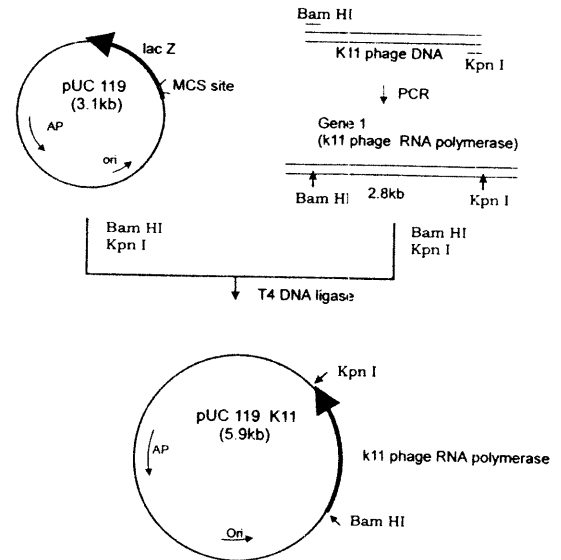 lac Z
pUC 119
(3.1kb)
MCS site
AP
ori
Bam HI
K11 phage DNA
Kpn I
PCR
Gene 1
(k11 phage RNA polymerase)
Bam HI
2.8kb
Kpn I
Bam HI
Kpn I
Bam HI
Kpn I
T4 DNA ligase
Kpn I
pUC 119 K11
(5.9kb)
AP
k11 phage RNA polymerase
Ori
Bam HI